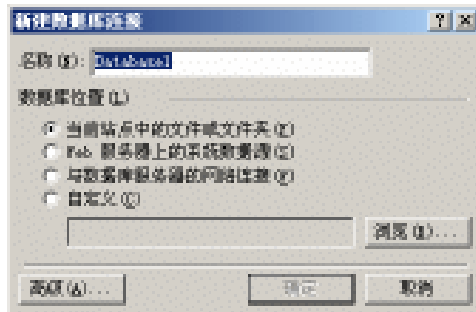 新建数据库连接
名称(N): Database1
数据库位置(L)
当前站点中的文件或文件夹(F)
Web 服务器上的系统数据源(S)
与数据库服务器的网络连接(W)
自定义(C)
浏览(B)...
高级(A)...
确定
取消